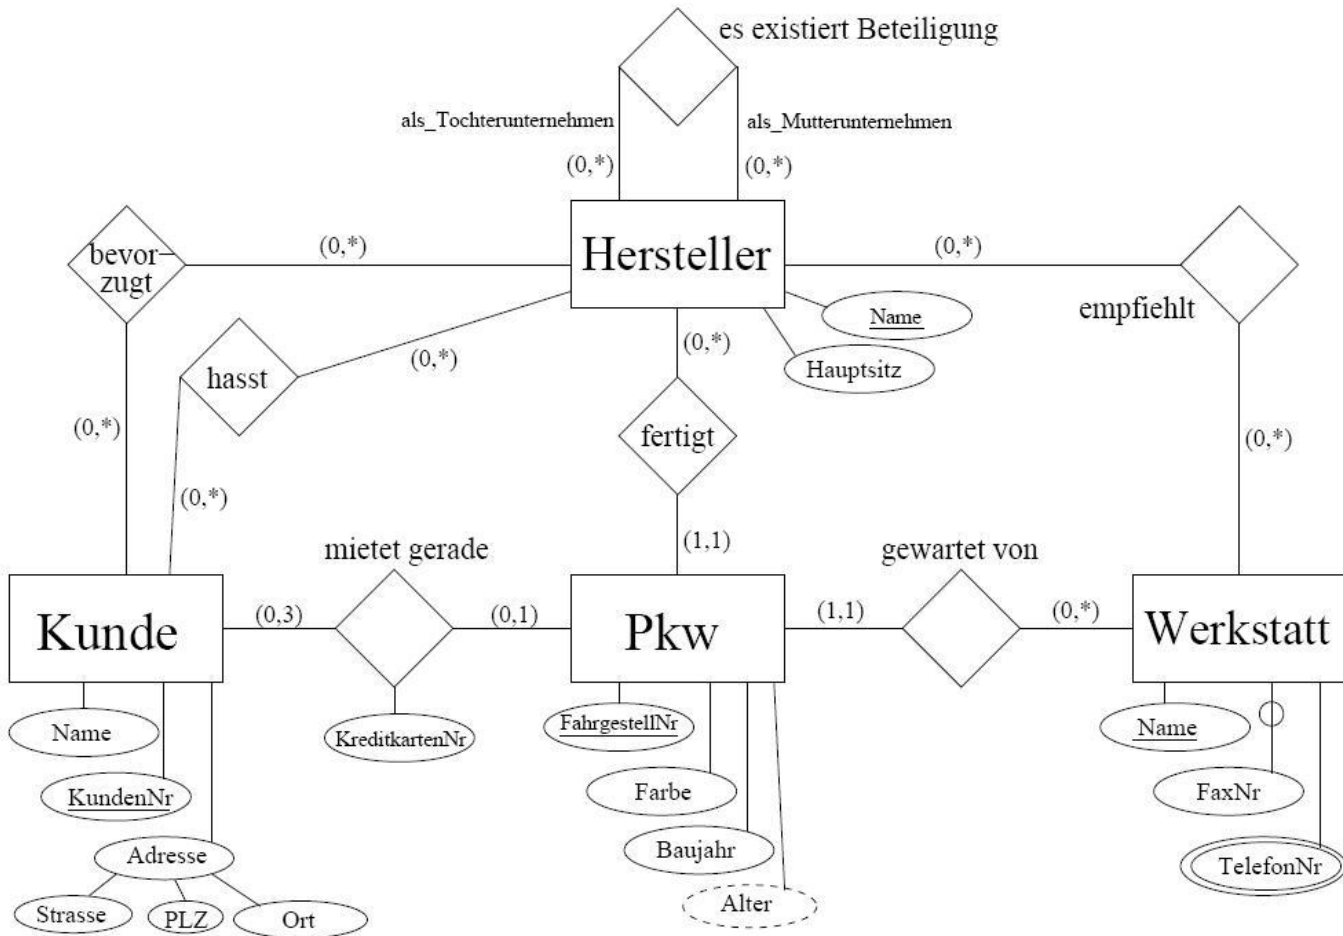 es existiert Beteiligung
als_Tochterunternehmen
als_Mutterunternehmen
(0,*)
(0,*)
bevor-
zugt
(0,*)
Hersteller
(0,*)
empfiehlt
Name
Hauptsitz
hasst
(0,*)
(0,*)
fertigt
(0,*)
(0,*)
(0,*)
(1,1)
mietet gerade
gewartet von
Kunde
(0,3)
(0,1)
Pkw
(1,1)
(0,*)
Werkstatt
Name
KreditkartenNr
FahrgestellNr
Name
KundenNr
Farbe
FaxNr
Adresse
Baujahr
TelefonNr
Strasse
PLZ
Ort
Alter